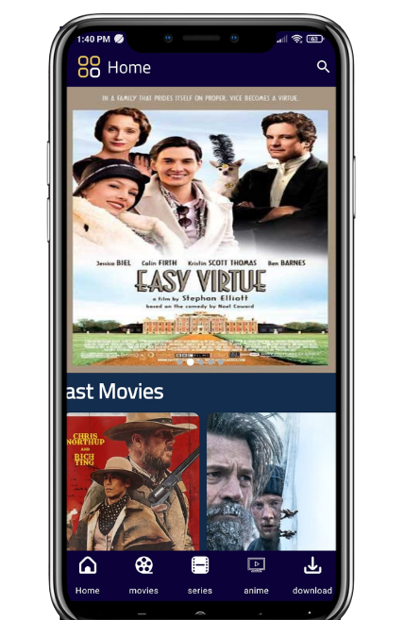 1:40 PM
63
Home
IN A FAMILY THAT PRIDES ITSELF ON PROPER, VICE BECOMES A VIRTUE.
Jessica BIEL Colin FIRTH Kristin SCOTT THOMAS Ben BARNES
EASY VIRTUE
a film by Stephan Elliott
based on the comedy by Noel Coward
ast Movies
CHRIS
NORTHUP
AND
RICH
TING
Home movies series anime download